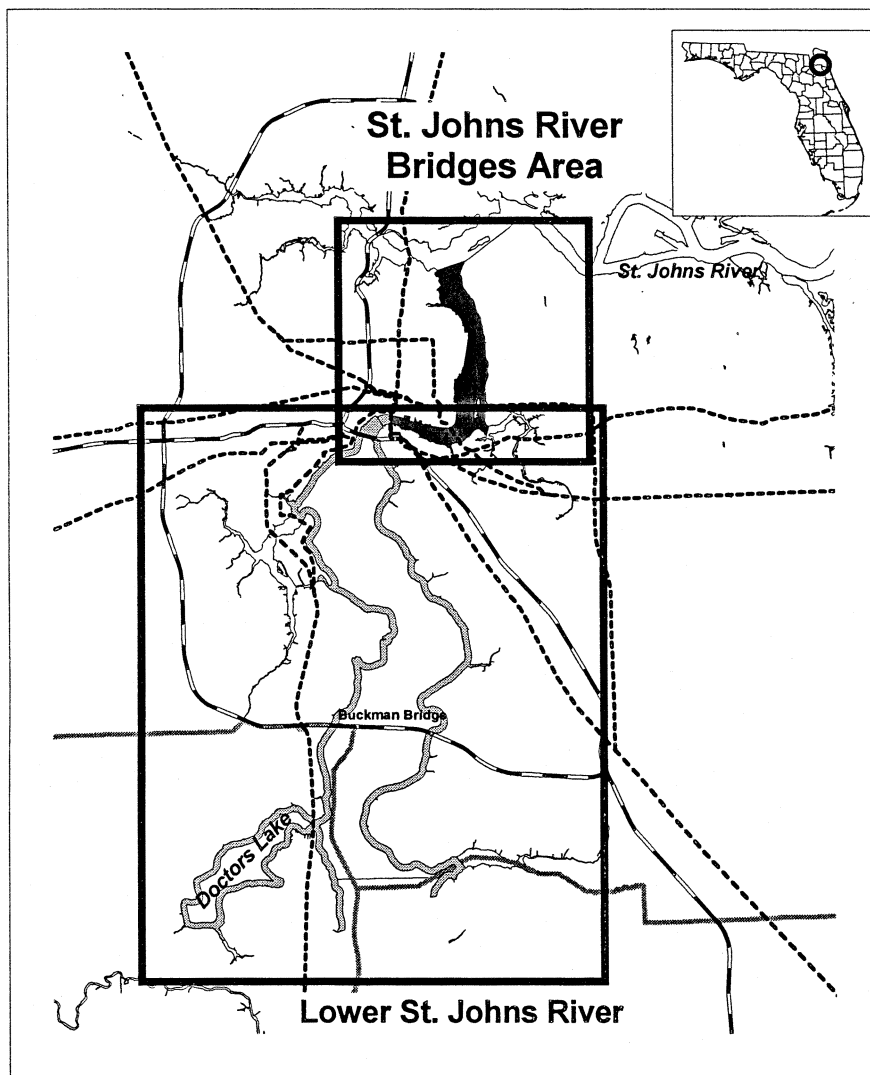 St. Johns River
Bridges Area
St. Johns River
Buckman Bridge
Doctors Lake
Lower St. Johns River